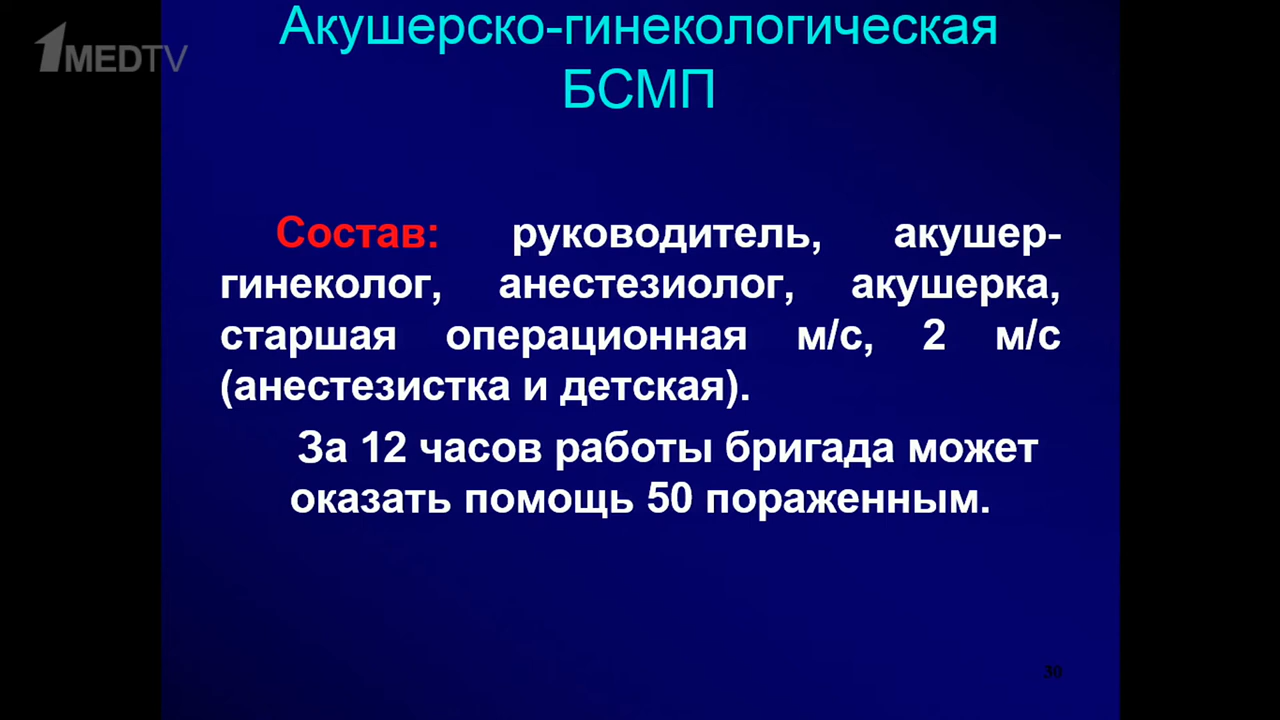 1MEDTV
Акушерско-гинекологическая
БСМП
Состав: руководитель, акушер-
гинеколог, анестезиолог, акушерка,
старшая операционная м/с, 2 м/с
(анестезистка и детская).
За 12 часов работы бригада может
оказать помощь 50 пораженным.
30